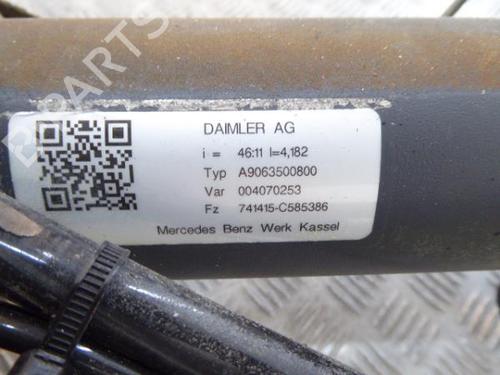 B-PARTS
DAIMLER AG
i = 46:11 I=4,182
Typ A9063500800
Var 004070253
Fz 741415-C585386
Mercedes Benz Werk Kassel